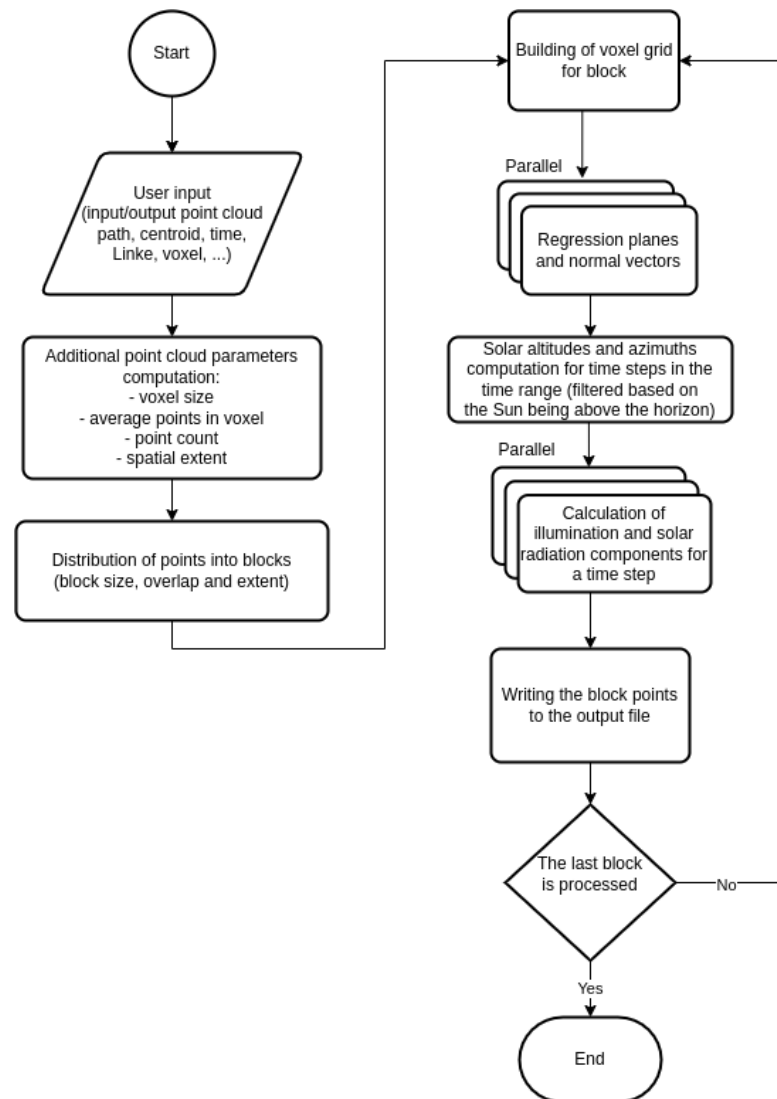 Start
User input
(input/output point cloud
path, centroid, time,
Linke, voxel, ...)
Additional point cloud parameters
computation:
- voxel size
- average points in voxel
- point count
- spatial extent
Distribution of points into blocks
(block size, overlap and extent)
Building of voxel grid
for block
Parallel
Regression planes
and normal vectors
Solar altitudes and azimuths
computation for time steps in the
time range (filtered based on
the Sun being above the horizon)
Parallel
Calculation of
illumination and solar
radiation components for
a time step
Writing the block points
to the output file
The last block
is processed
No
Yes
End